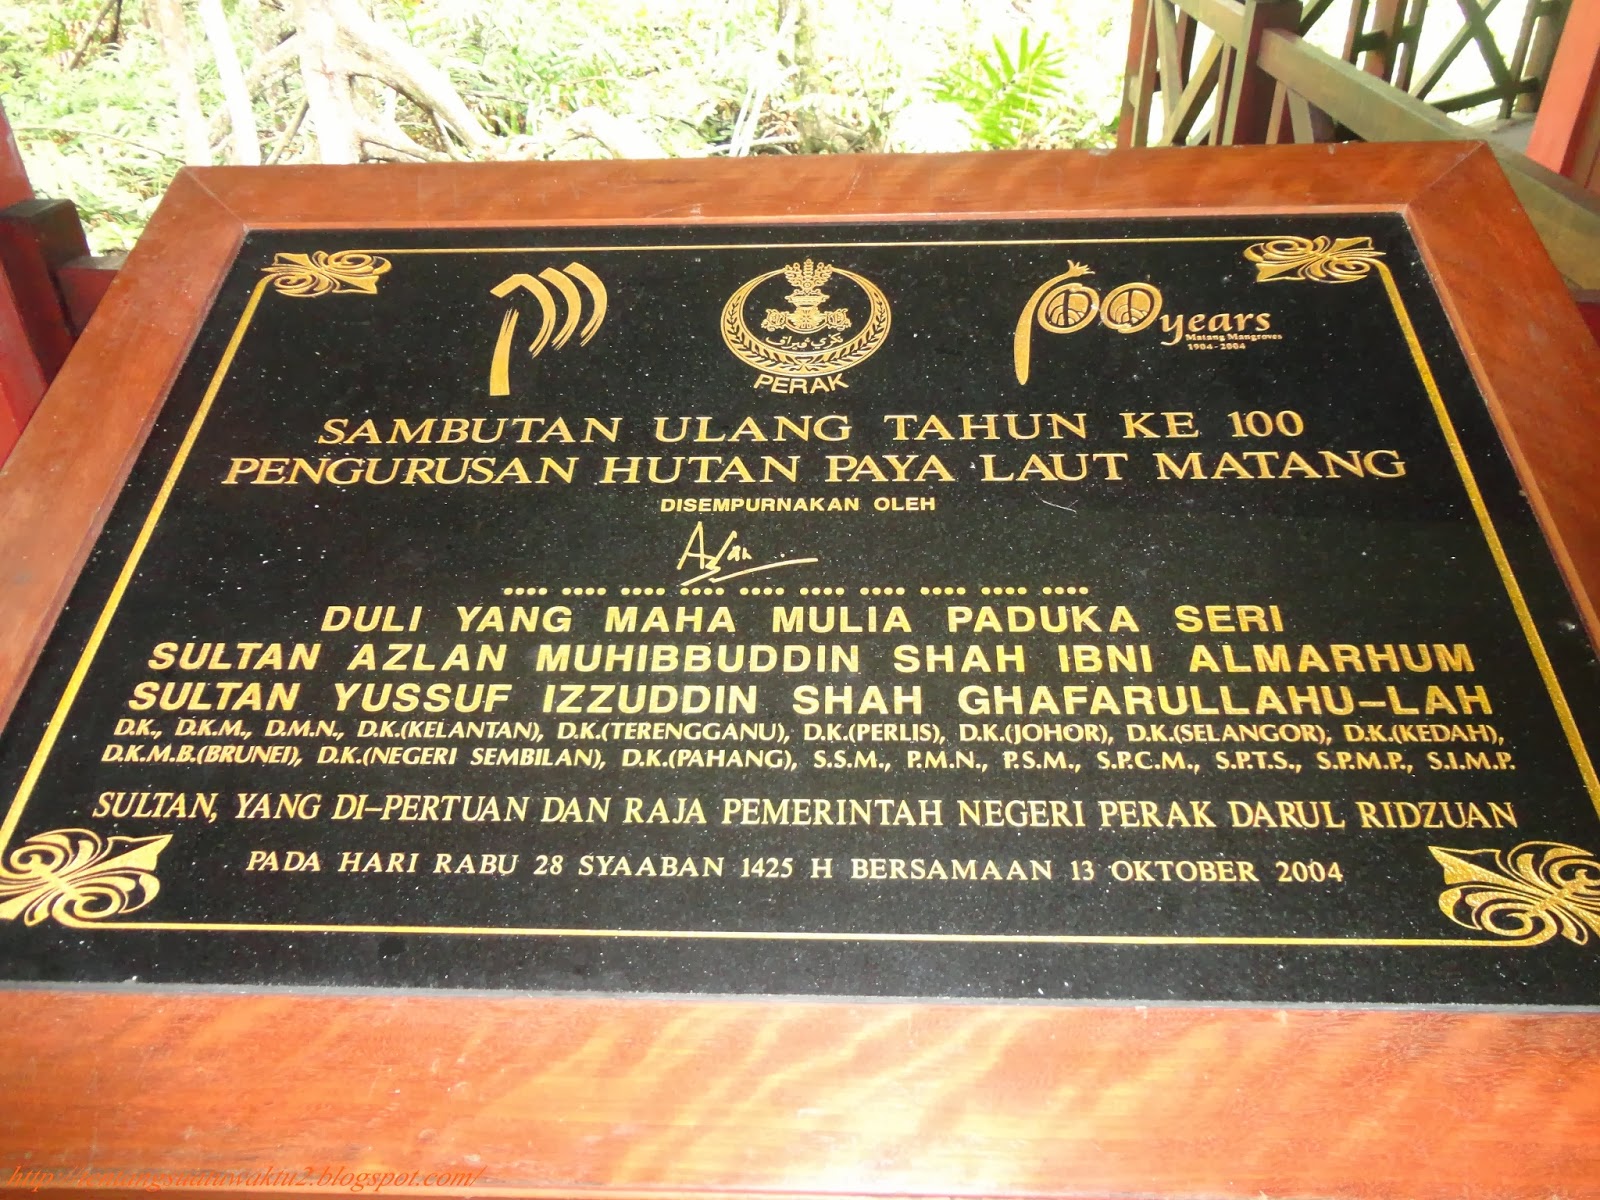 100 years
Matang Mangroves
1904-2004
نݢري ڤيراق
PERAK
SAMBUTAN ULANG TAHUN KE 100
PENGURUSAN HUTAN PAYA LAUT MATANG
DISEMPURNAKAN OLEH
Azlan
.... .... .... .... .... .... .... .... .... ....
DULI YANG MAHA MULIA PADUKA SERI
SULTAN AZLAN MUHIBBUDDIN SHAH IBNI ALMARHUM
SULTAN YUSSUF IZZUDDIN SHAH GHAFARULLAHU-LAH
D.K., D.K.M., D.M.N., D.K.(KELANTAN), D.K.(TERENGGANU), D.K.(PERLIS), D.K.(JOHOR), D.K.(SELANGOR), D.K.(KEDAH),
D.K.M.B.(BRUNEI), D.K.(NEGERI SEMBILAN), D.K.(PAHANG), S.S.M., P.M.N., P.S.M., S.P.C.M., S.P.T.S., S.P.M.P., S.I.M.P.
SULTAN, YANG DI-PERTUAN DAN RAJA PEMERINTAH NEGERI PERAK DARUL RIDZUAN
PADA HARI RABU 28 SYAABAN 1425 H BERSAMAAN 13 OKTOBER 2004